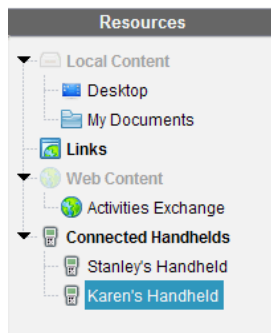 Resources
Local Content
Desktop
My Documents
Links
Web Content
Activities Exchange
Connected Handhelds
Stanley's Handheld
Karen's Handheld